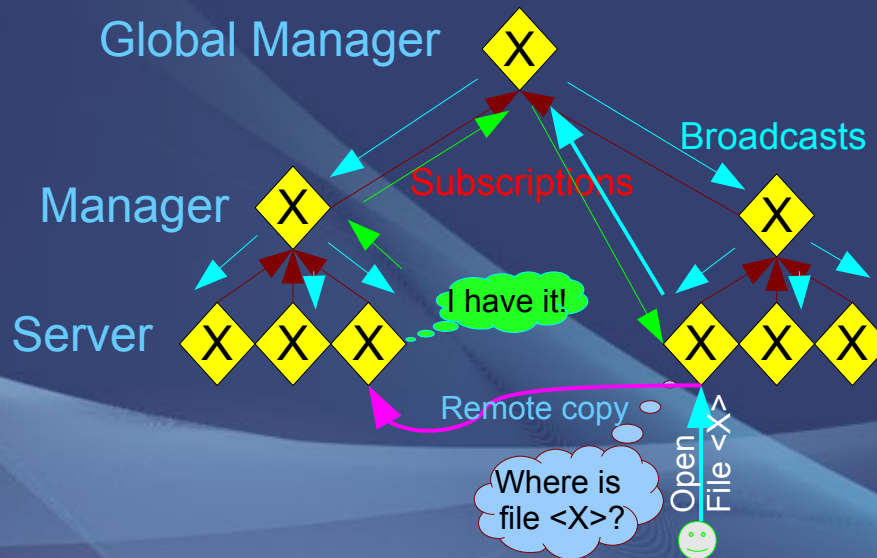 Global Manager
X
Broadcasts
Subscriptions
Manager
X
X
I have it!
Server
X X X
X X X
Remote copy
Where is
file <X>?
Open
File <X>